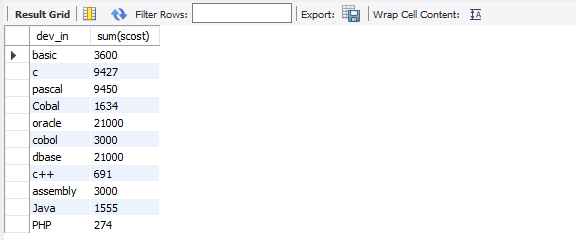 Result Grid Filter Rows: Export: Wrap Cell Content:
dev_in sum(scost)
basic 3600
c 9427
pascal 9450
Cobal 1634
oracle 21000
cobol 3000
dbase 21000
c++ 691
assembly 3000
Java 1555
PHP 274